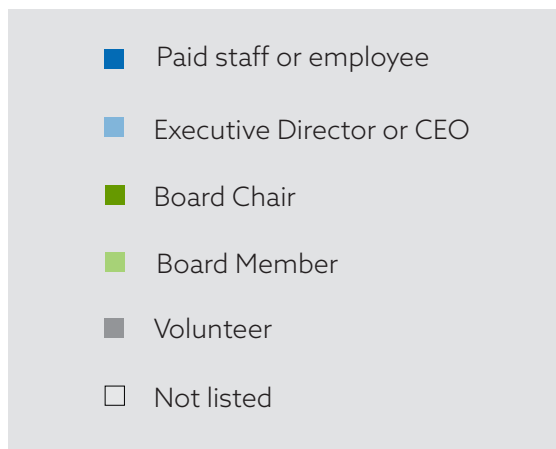 Paid staff or employee
Executive Director or CEO
Board Chair
Board Member
Volunteer
Not listed